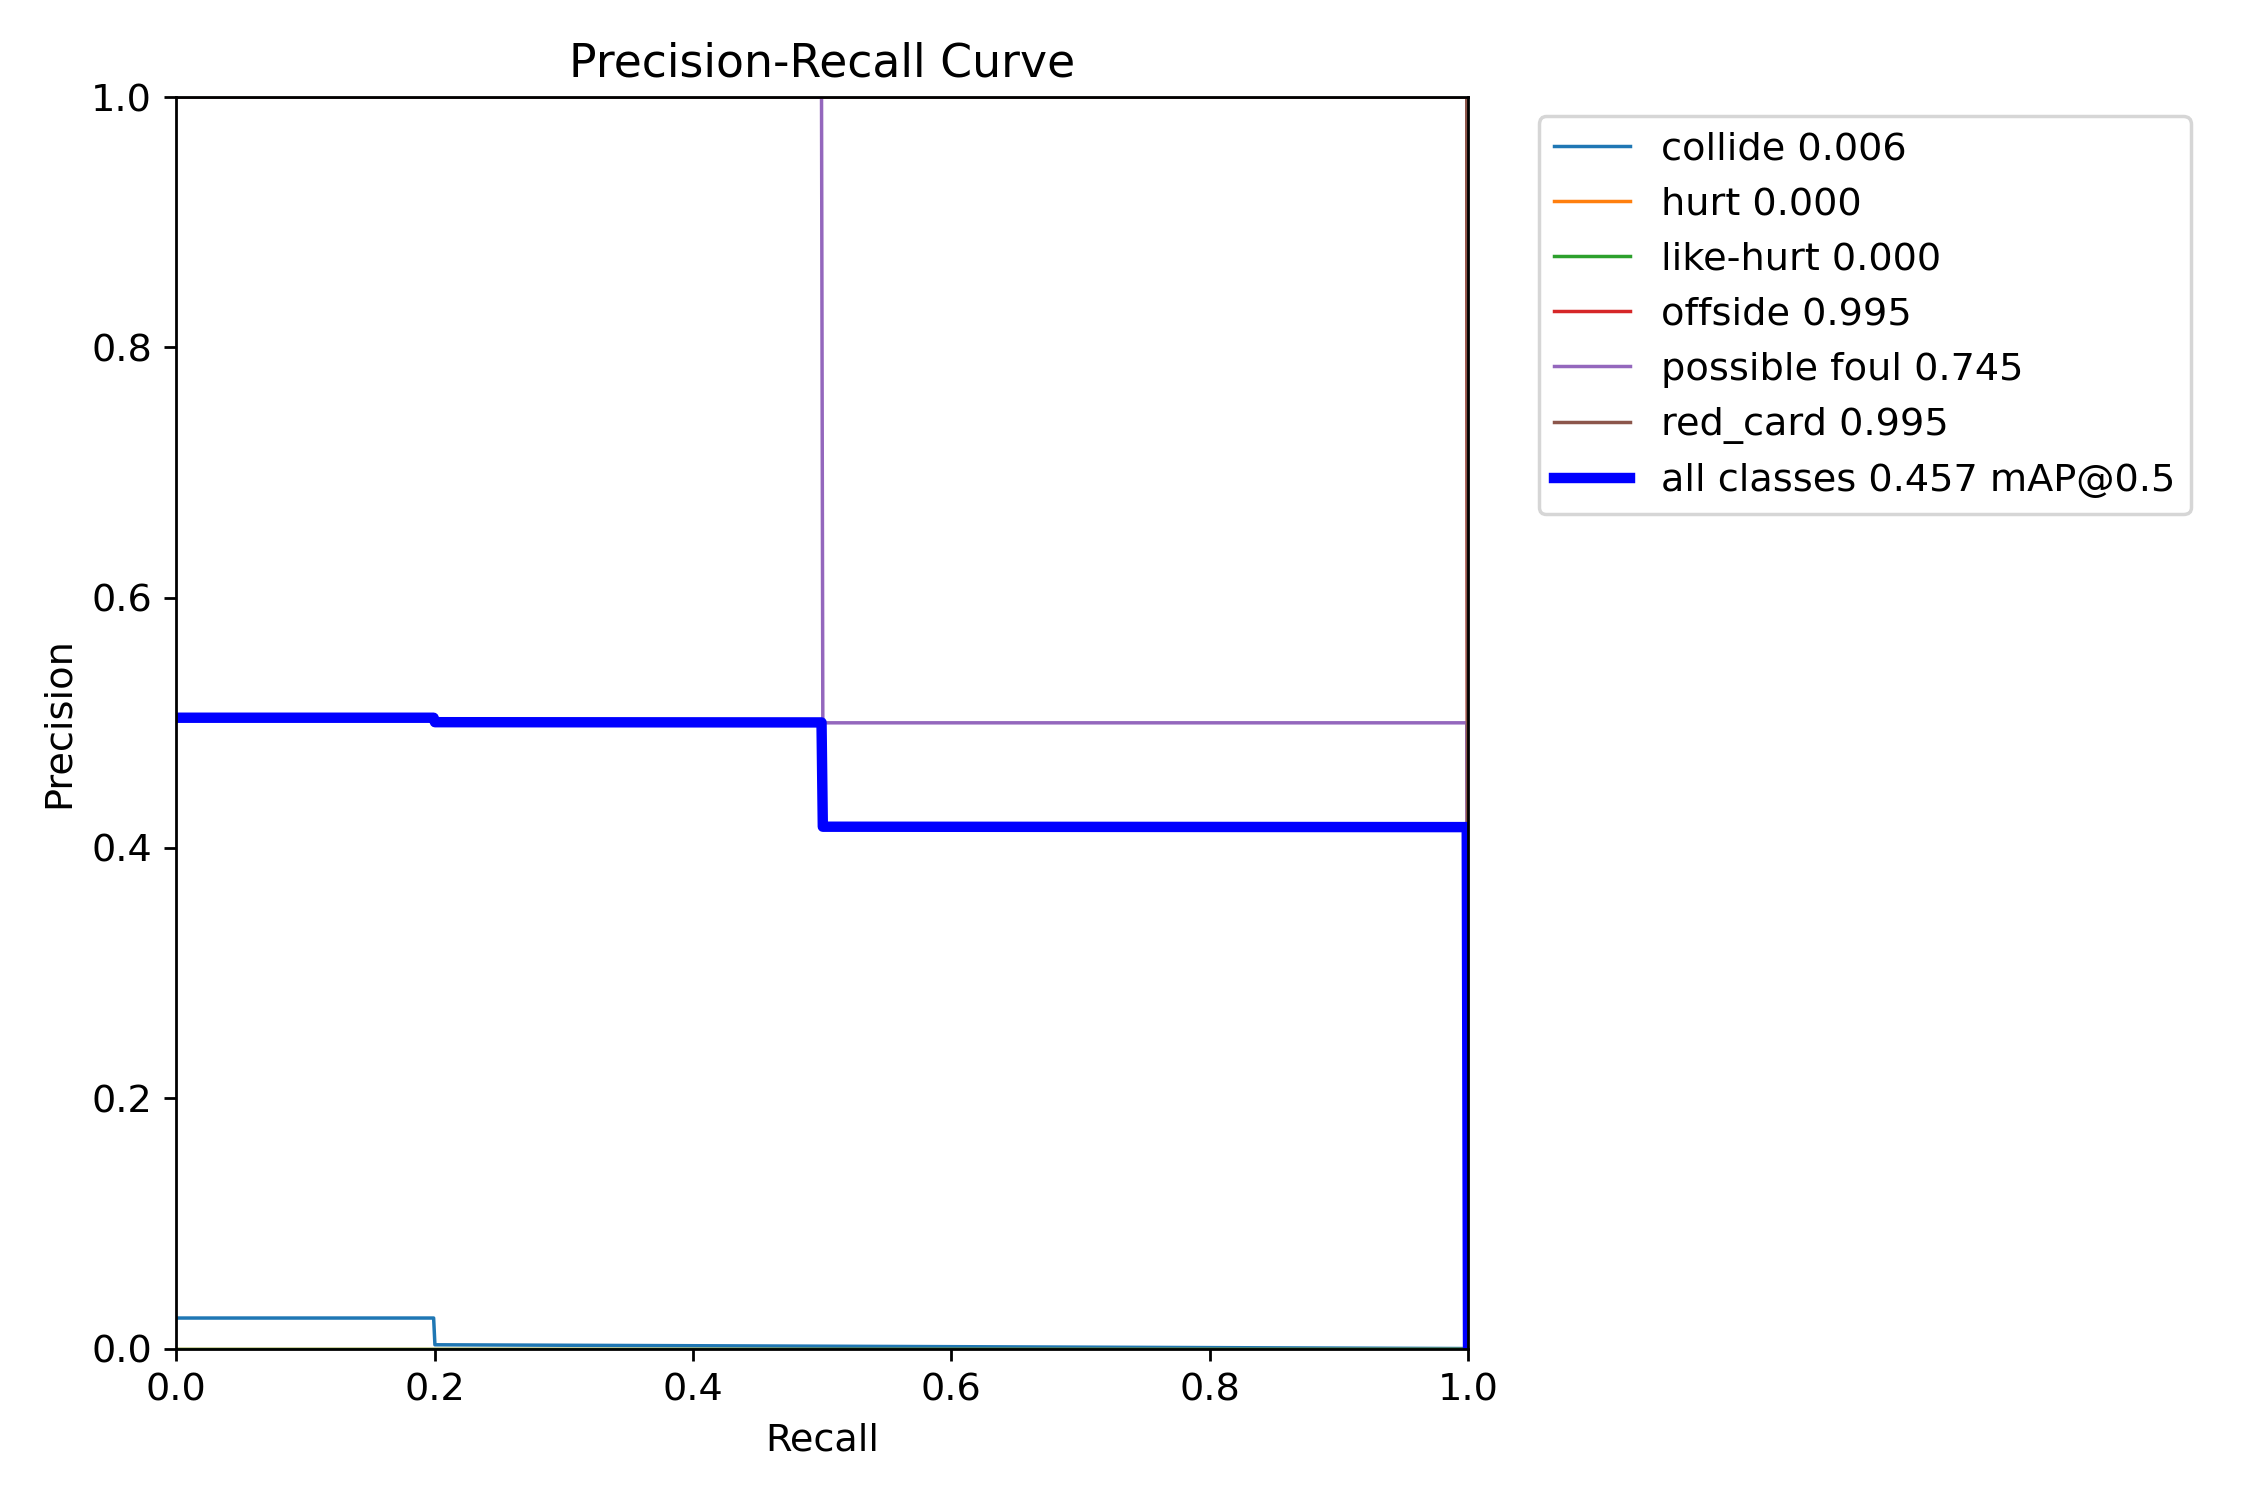 Precision-Recall Curve
1.0
0.8
0.6
0.4
0.2
0.0
Precision
0.0 0.2 0.4 0.6 0.8 1.0
Recall
collide 0.006
hurt 0.000
like-hurt 0.000
offside 0.995
possible foul 0.745
red_card 0.995
all classes 0.457 mAP@0.5